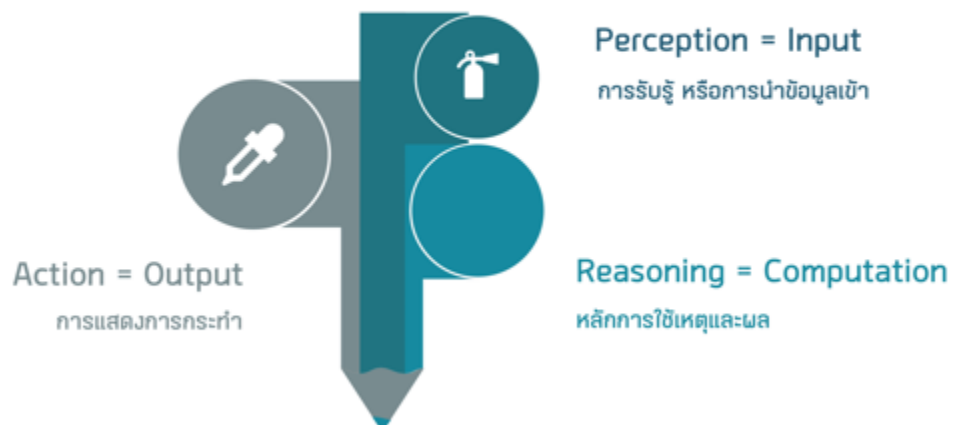 Perception = Input
การรับรู้ หรือการนำข้อมูลเข้า
Action = Output
การแสดงการกระทำ
Reasoning = Computation
หลักการใช้เหตุและผล